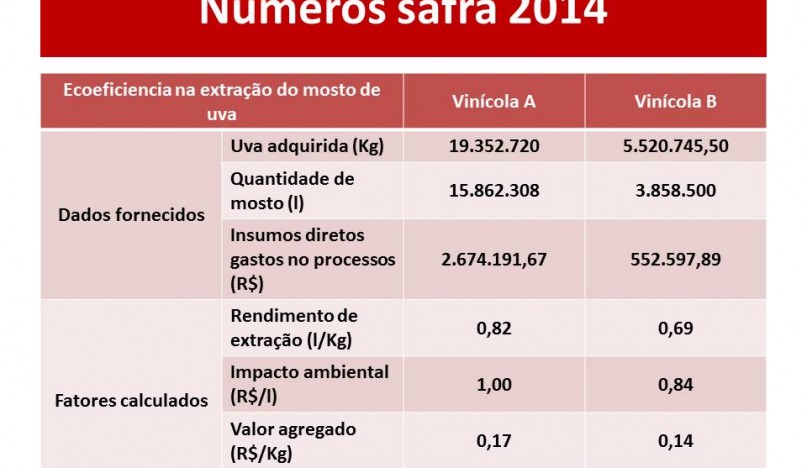 Números safra 2014
Ecoeficiencia na extração do mosto de
uva
Vinícola A
Vinícola B
Dados fornecidos
Uva adquirida (Kg)
19.352.720
5.520.745,50
Quantidade de
mosto (l)
15.862.308
3.858.500
Insumos diretos
gastos no processos
(R$)
2.674.191,67
552.597,89
Fatores calculados
Rendimento de
extração (l/Kg)
0,82
0,69
Impacto ambiental
(R$/l)
1,00
0,84
Valor agregado
(R$/Kg)
0,17
0,14